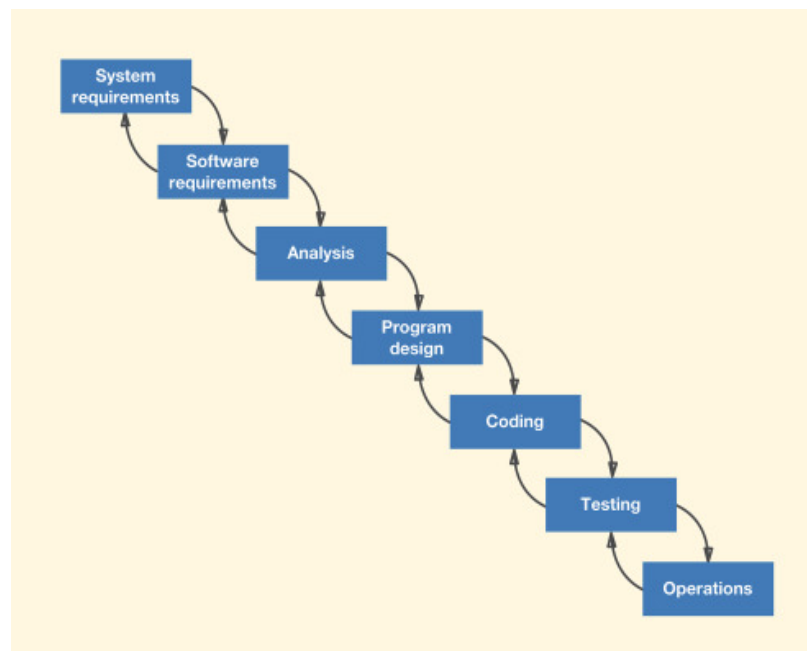 System
requirements
Software
requirements
Analysis
Program
design
Coding
Testing
Operations